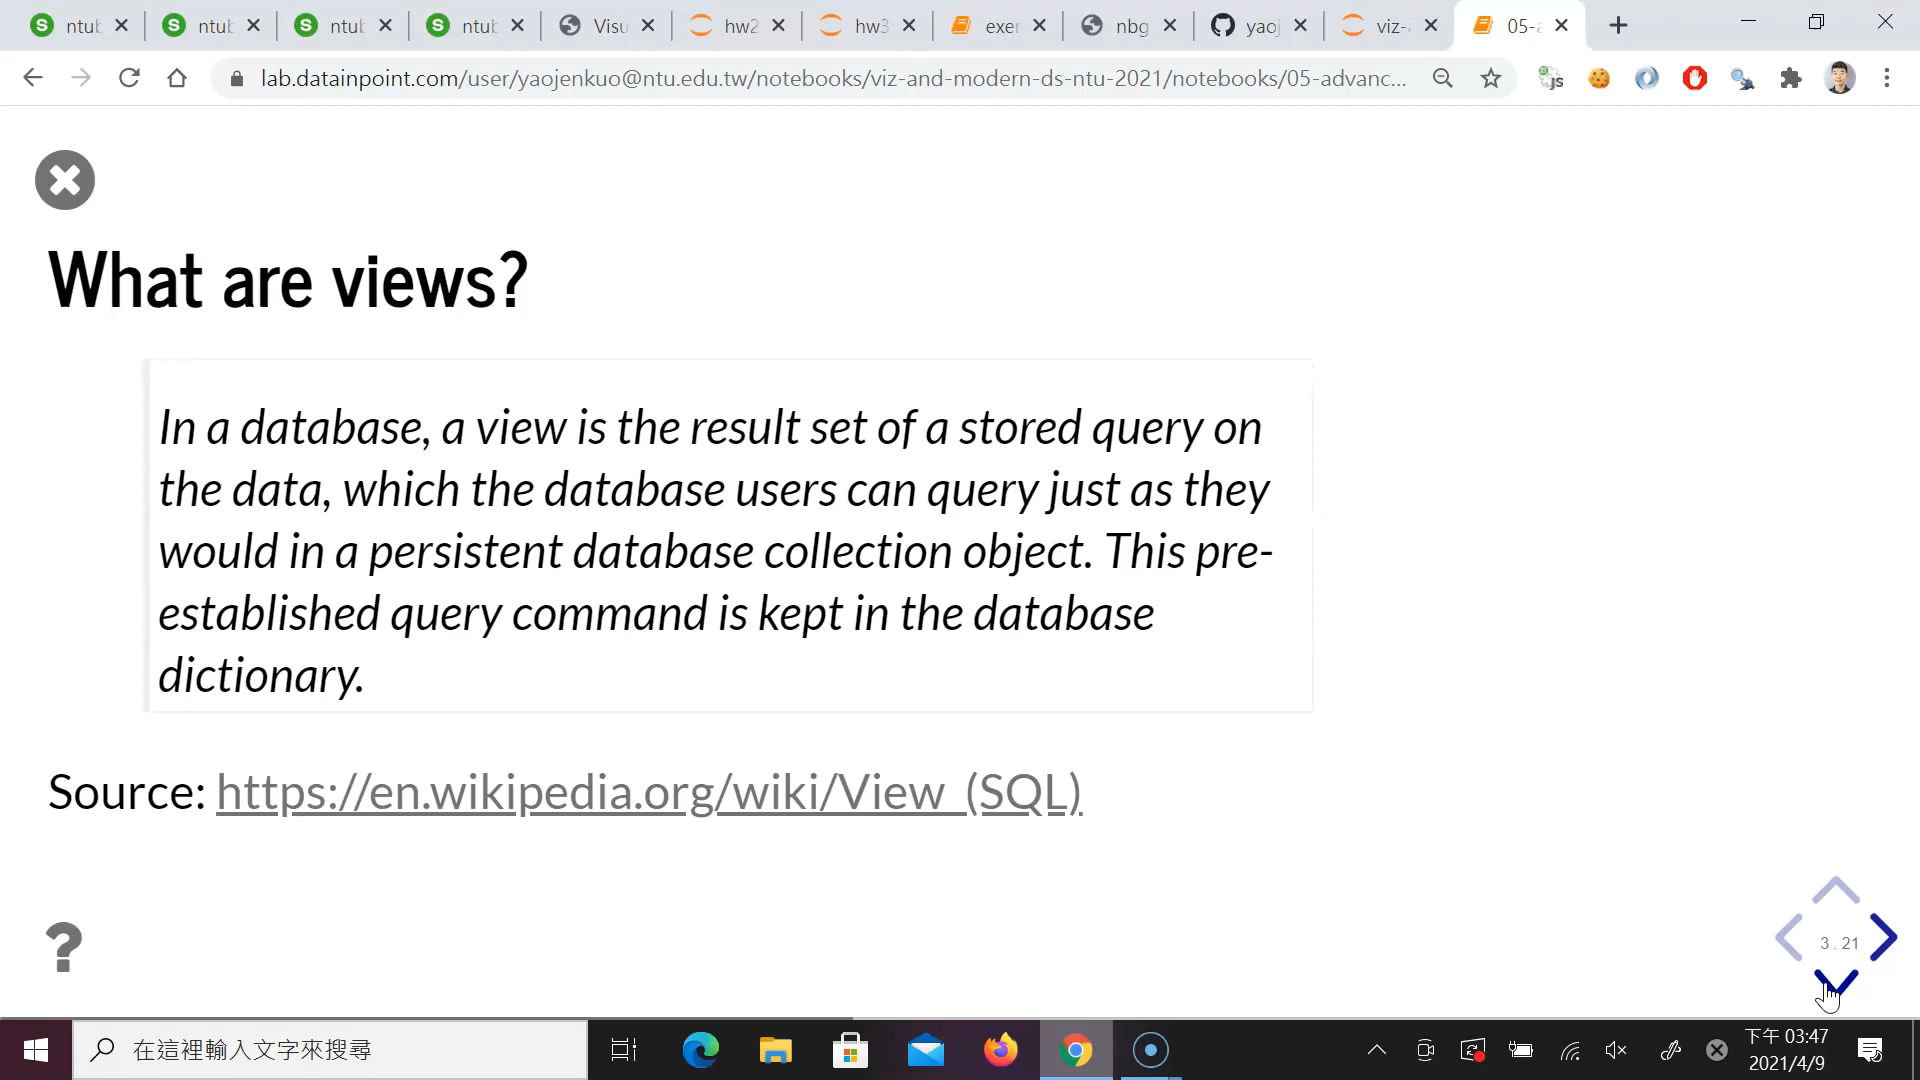 ntub
ntub
ntub
ntub
Visu
hw2
hw3
exer
nbg
yaoj
viz-a
05-a
lab.datainpoint.com/user/yaojenkuo@ntu.edu.tw/notebooks/viz-and-modern-ds-ntu-2021/notebooks/05-advanc...
What are views?
In a database, a view is the result set of a stored query on
the data, which the database users can query just as they
would in a persistent database collection object. This pre-
established query command is kept in the database
dictionary.
Source: https://en.wikipedia.org/wiki/View_(SQL)
3 . 21
在這裡輸入文字來搜尋
下午 03:47
2021/4/9